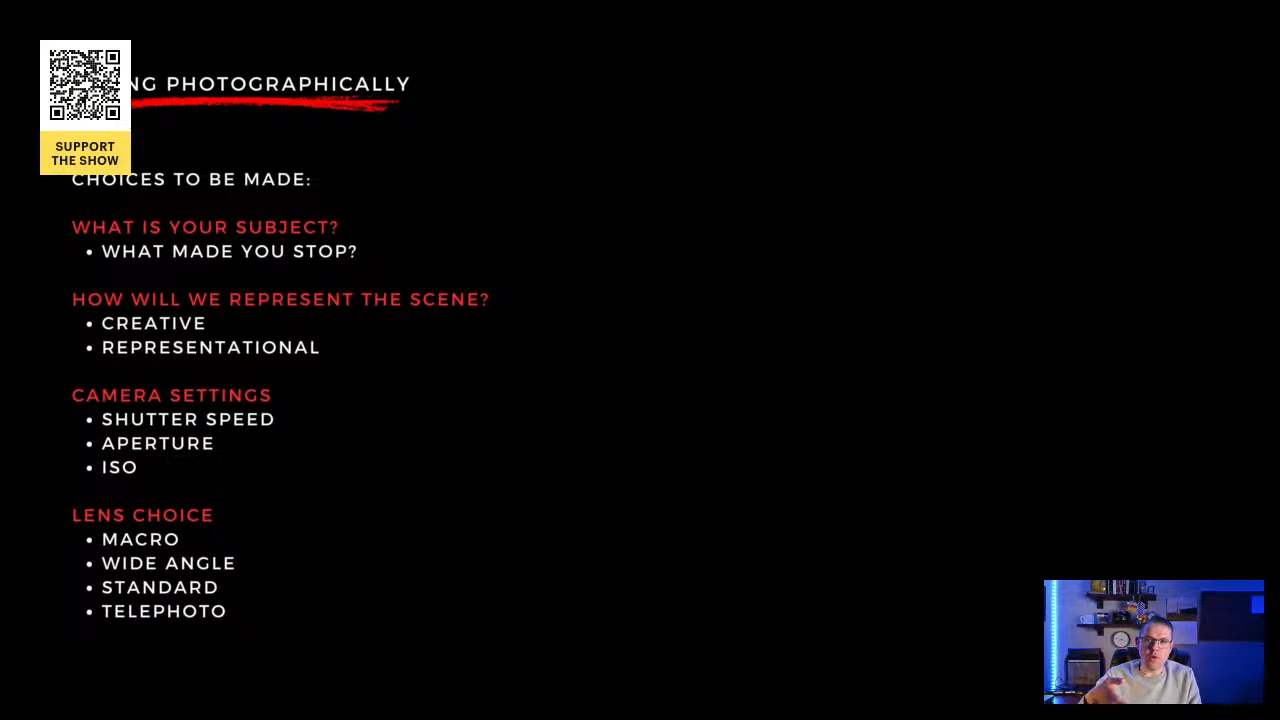 NG PHOTOGRAPHICALLY
SUPPORT
THE SHOW
CHOICES TO BE MADE:
WHAT IS YOUR SUBJECT?
• WHAT MADE YOU STOP?
HOW WILL WE REPRESENT THE SCENE?
• CREATIVE
• REPRESENTATIONAL
CAMERA SETTINGS
• SHUTTER SPEED
• APERTURE
• ISO
LENS CHOICE
• MACRO
• WIDE ANGLE
• STANDARD
• TELEPHOTO